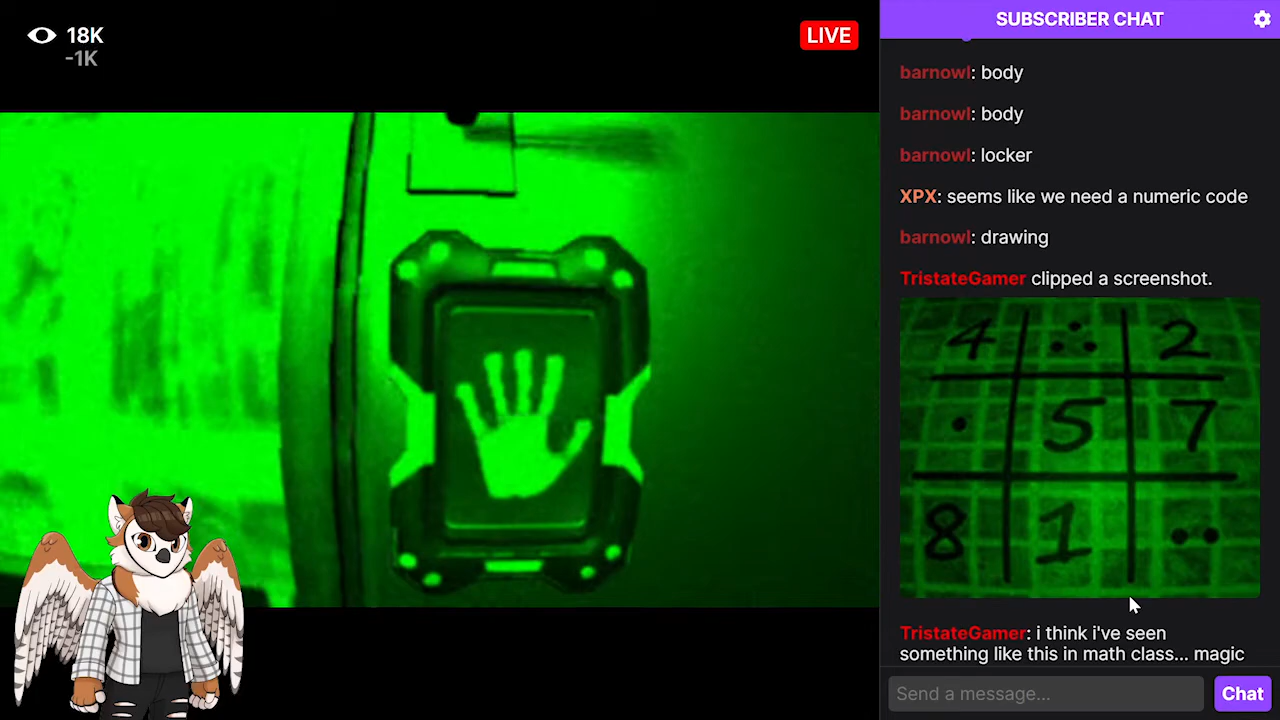 18K
-1K
LIVE
SUBSCRIBER CHAT
barnowl: body
barnowl: body
barnowl: locker
XPX: seems like we need a numeric code
barnowl: drawing
TristateGamer clipped a screenshot.
4 2
5 7
8 1
TristateGamer: i think i've seen
something like this in math class... magic
Send a message...
Chat